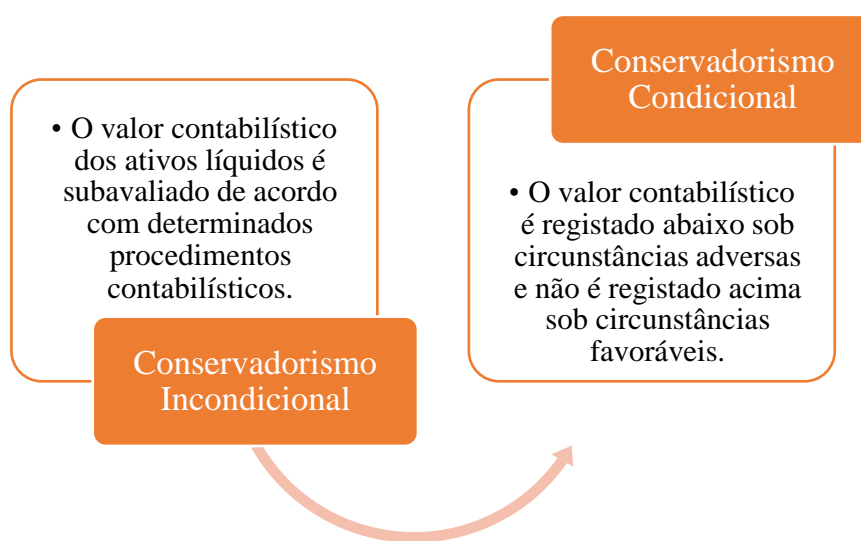 • O valor contabilístico
dos ativos líquidos é
subavaliado de acordo
com determinados
procedimentos
contabilísticos.
Conservadorismo
Incondicional
Conservadorismo
Condicional
• O valor contabilístico
é registado abaixo sob
circunstâncias adversas
e não é registado acima
sob circunstâncias
favoráveis.